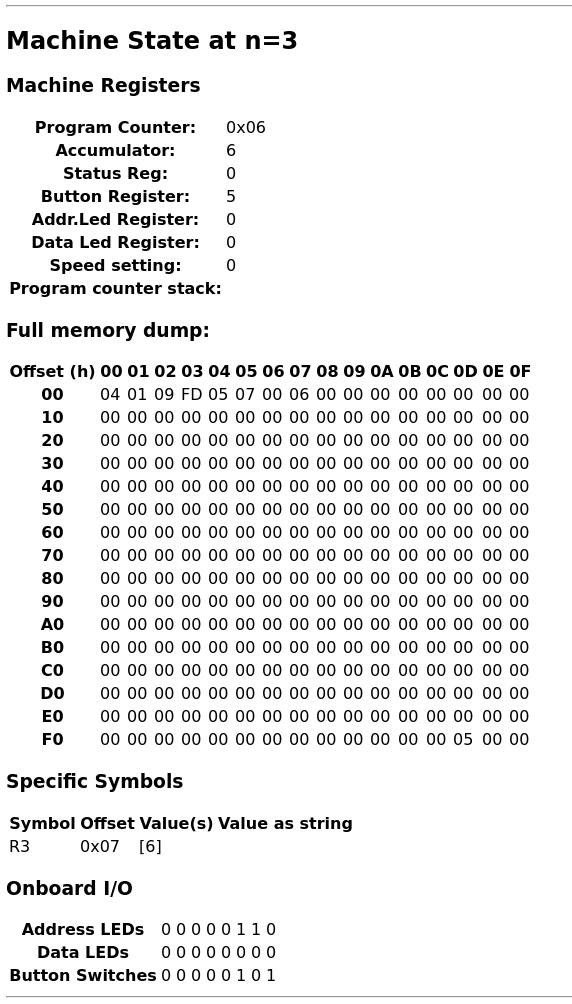 Machine State at n=3
Machine Registers
Program Counter: 0x06
Accumulator: 6
Status Reg: 0
Button Register: 5
Addr.Led Register: 0
Data Led Register: 0
Speed setting: 0
Program counter stack:
Full memory dump:
Offset (h) 00 01 02 03 04 05 06 07 08 09 0A 0B 0C 0D 0E 0F
00 04 01 09 FD 05 07 00 06 00 00 00 00 00 00 00 00
10 00 00 00 00 00 00 00 00 00 00 00 00 00 00 00 00
20 00 00 00 00 00 00 00 00 00 00 00 00 00 00 00 00
30 00 00 00 00 00 00 00 00 00 00 00 00 00 00 00 00
40 00 00 00 00 00 00 00 00 00 00 00 00 00 00 00 00
50 00 00 00 00 00 00 00 00 00 00 00 00 00 00 00 00
60 00 00 00 00 00 00 00 00 00 00 00 00 00 00 00 00
70 00 00 00 00 00 00 00 00 00 00 00 00 00 00 00 00
80 00 00 00 00 00 00 00 00 00 00 00 00 00 00 00 00
90 00 00 00 00 00 00 00 00 00 00 00 00 00 00 00 00
A0 00 00 00 00 00 00 00 00 00 00 00 00 00 00 00 00
B0 00 00 00 00 00 00 00 00 00 00 00 00 00 00 00 00
C0 00 00 00 00 00 00 00 00 00 00 00 00 00 00 00 00
D0 00 00 00 00 00 00 00 00 00 00 00 00 00 00 00 00
E0 00 00 00 00 00 00 00 00 00 00 00 00 00 00 00 00
F0 00 00 00 00 00 00 00 00 00 00 00 00 00 05 00 00
Specific Symbols
Symbol Offset Value(s) Value as string
R3 0x07 [6]
Onboard I/O
Address LEDs 0 0 0 0 0 1 1 0
Data LEDs 0 0 0 0 0 0 0 0
Button Switches 0 0 0 0 0 1 0 1